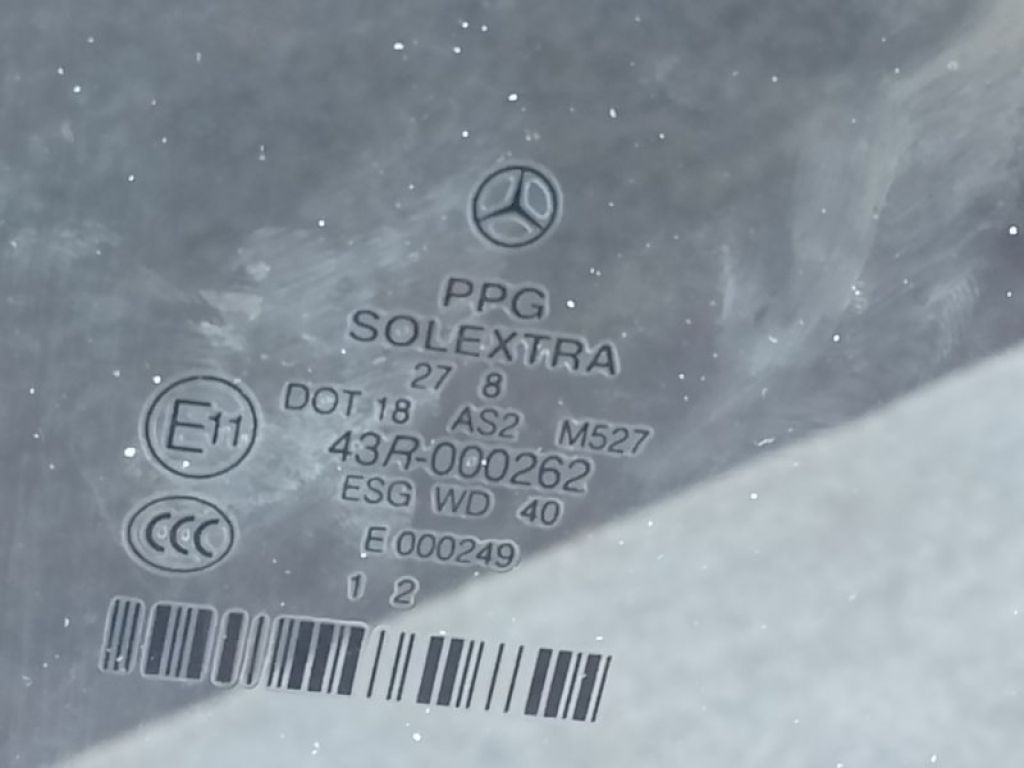 PPG
SOLEXTRA
27 8
DOT 18 AS2 M527
E11
43R-000262
ESG WD 40
CCC
E 000249
1 2